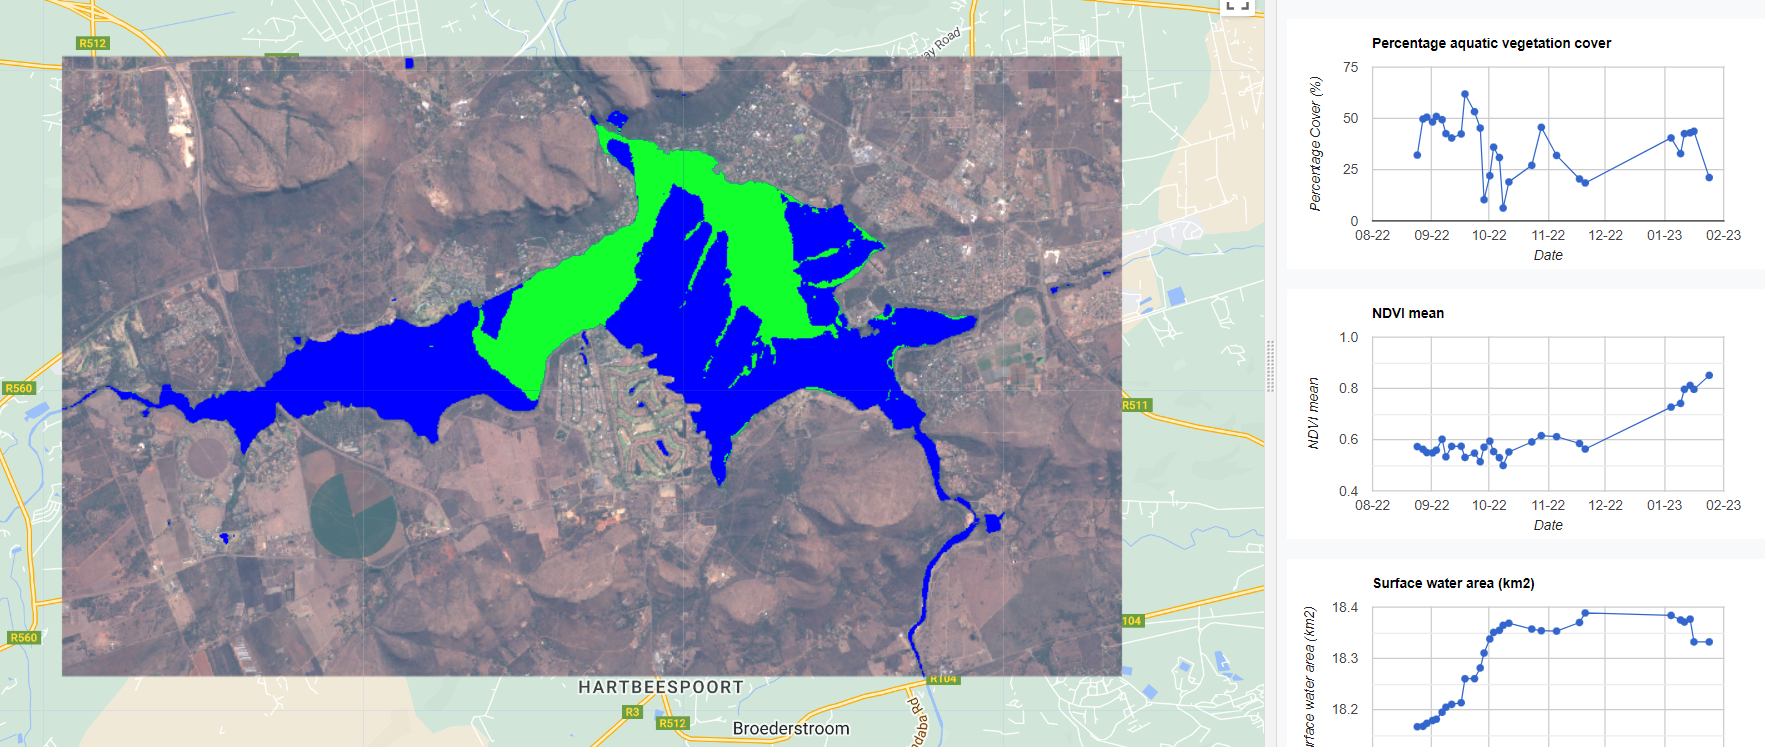 R512
ay Road
R560
R511
R560
104
R104
HARTBEESPOORT
R3
R512
Broederstroom
ndaba Rd
Percentage aquatic vegetation cover
Percentage Cover (%)
75
50
25
0
08-22 09-22 10-22 11-22 12-22 01-23 02-23
Date
NDVI mean
NDVI mean
1.0
0.8
0.6
0.4
08-22 09-22 10-22 11-22 12-22 01-23 02-23
Date
Surface water area (km2)
rface water area (km2)
18.4
18.3
18.2